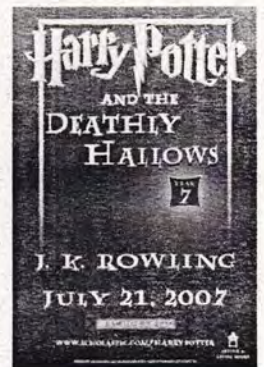 Harry Potter
AND THE
DEATHLY
HALLOWS
YEAR
7
J. K. ROWLING
JULY 21, 2007
WWW.SCHOLASTIC.COM/HARRYPOTTER